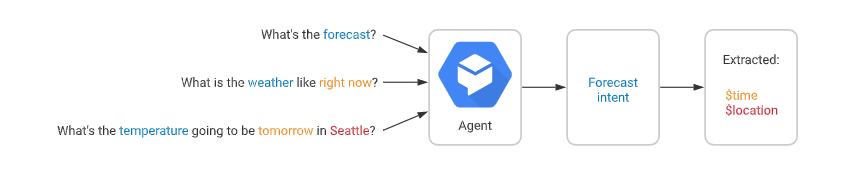 What's the forecast?
What is the weather like right now?
What's the temperature going to be tomorrow in Seattle?
Agent
Forecast
intent
Extracted:
$time
$location